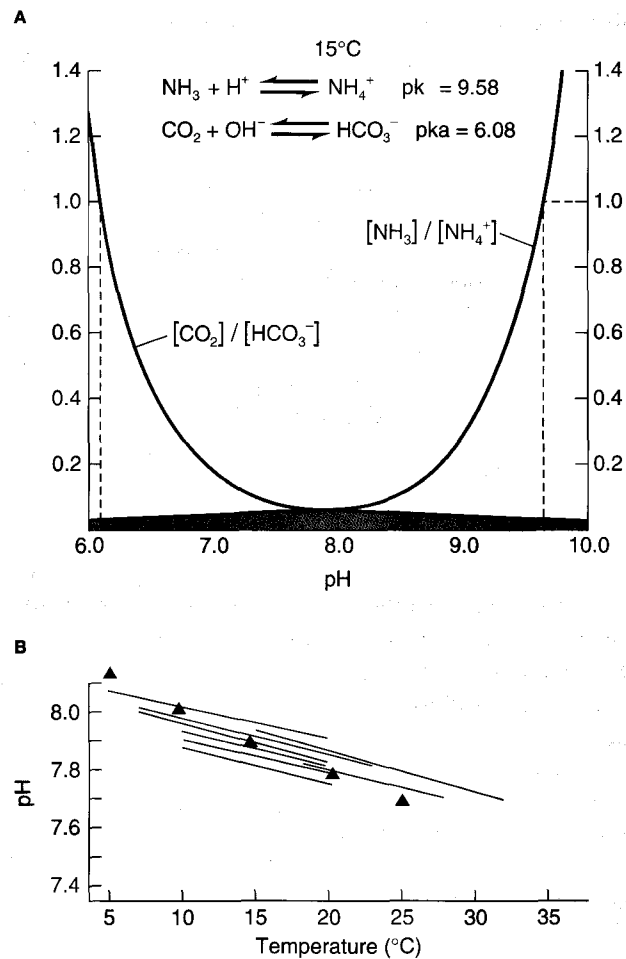 A
15°C
NH₃ + H⁺ ⇌ NH₄⁺ pk = 9.58
CO₂ + OH⁻ ⇌ HCO₃⁻ pka = 6.08
1.4
1.2
1.0
0.8
0.6
0.4
0.2
[NH₃] / [NH₄⁺]
[CO₂] / [HCO₃⁻]
1.4
1.2
1.0
0.8
0.6
0.4
0.2
6.0 7.0 8.0 9.0 10.0
pH
B
pH
8.0
7.8
7.6
7.4
5 10 15 20 25 30 35
Temperature (°C)